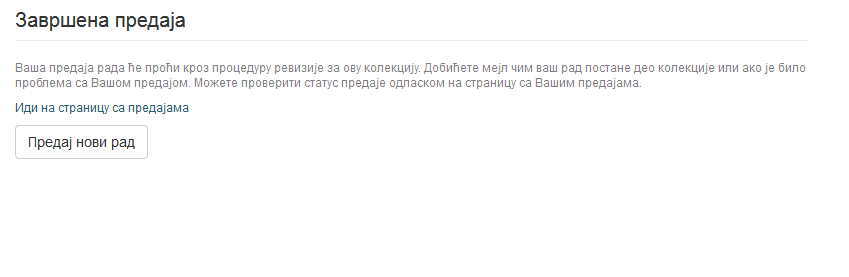 Завршена предаја
Ваша предаја рада ће проћи кроз процедуру ревизије за ову колекцију. Добићете мејл чим ваш рад постане део колекције или ако је било
проблема са Вашом предајом. Можете проверити статус предаје одласком на страницу са Вашим предајама.
Иди на страницу са предајама
Предај нови рад